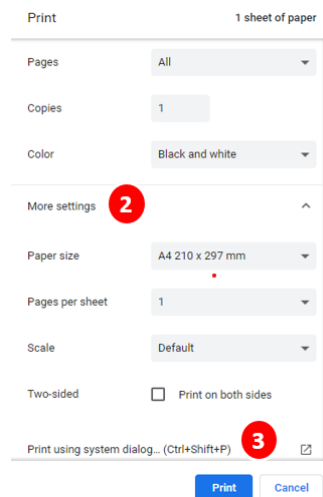 Print 1 sheet of paper
Pages All
Copies 1
Color Black and white
More settings 2
Paper size A4 210 x 297 mm
Pages per sheet 1
Scale Default
Two-sided Print on both sides
Print using system dialog... (Ctrl+Shift+P) 3
Print Cancel